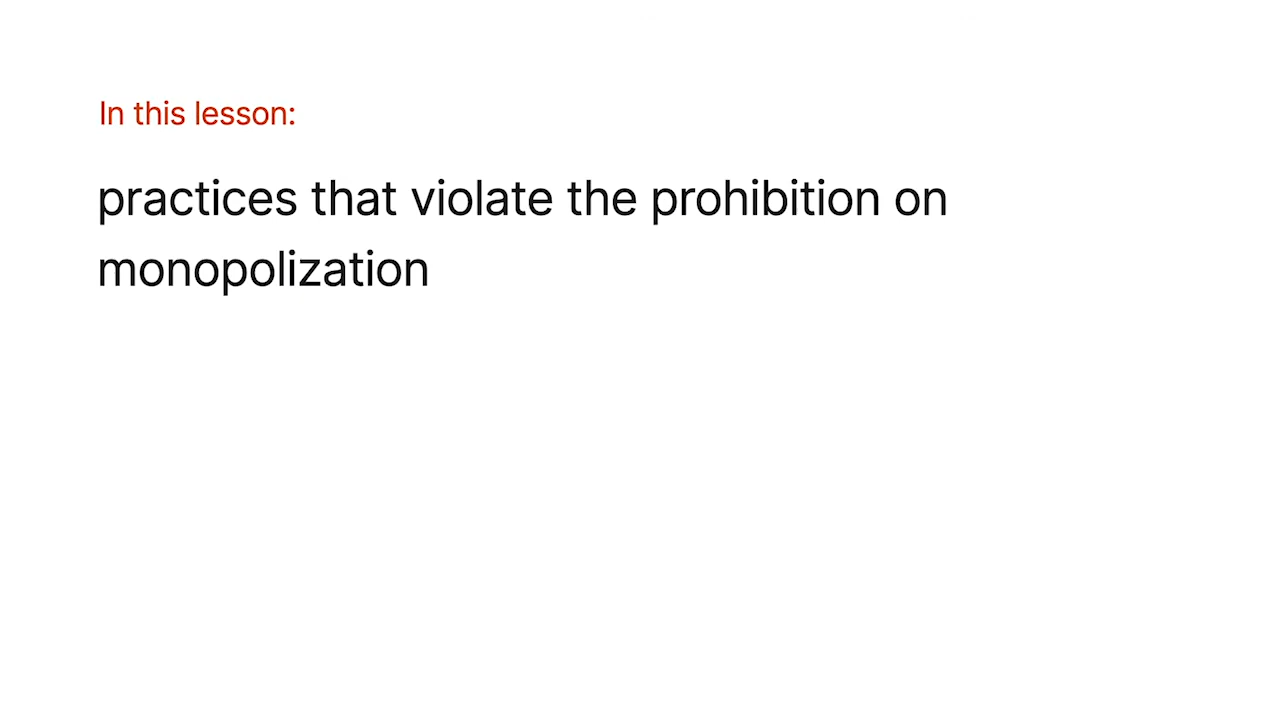 In this lesson:
practices that violate the prohibition on
monopolization